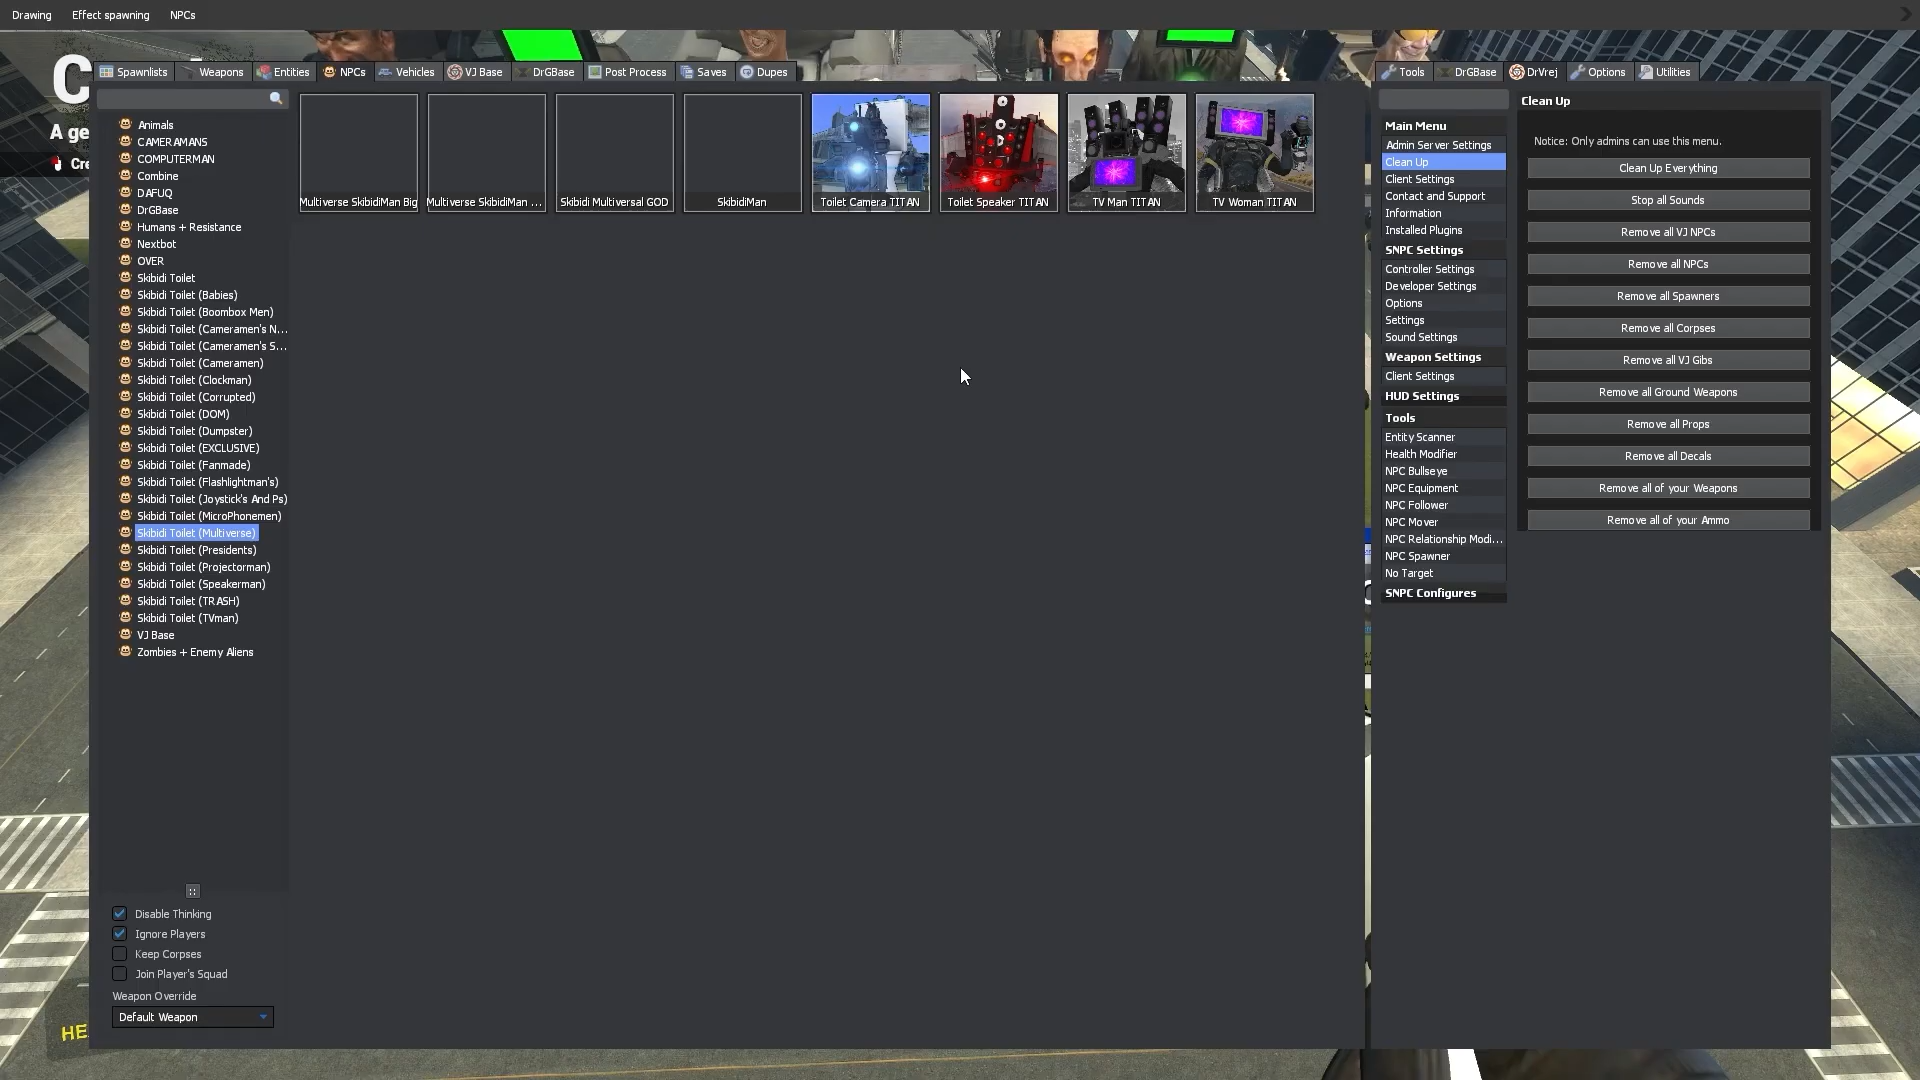 Drawing Effect spawning NPCs
C
A ge
Cre
Spawnlists Weapons Entities NPCs Vehicles VJ Base DrGBase Post Process Saves Dupes
Animals
CAMERAMANS
COMPUTERMAN
Combine
DAFUQ
DrGBase
Humans + Resistance
Nextbot
OVER
Skibidi Toilet
Skibidi Toilet (Babies)
Skibidi Toilet (Boombox Men)
Skibidi Toilet (Cameramen's N...
Skibidi Toilet (Cameramen's S...
Skibidi Toilet (Cameramen)
Skibidi Toilet (Clockman)
Skibidi Toilet (Corrupted)
Skibidi Toilet (DOM)
Skibidi Toilet (Dumpster)
Skibidi Toilet (EXCLUSIVE)
Skibidi Toilet (Fanmade)
Skibidi Toilet (Flashlightman's)
Skibidi Toilet (Joystick's And Ps)
Skibidi Toilet (MicroPhonemen)
Skibidi Toilet (Multiverse)
Skibidi Toilet (Presidents)
Skibidi Toilet (Projectorman)
Skibidi Toilet (Speakerman)
Skibidi Toilet (TRASH)
Skibidi Toilet (TVman)
VJ Base
Zombies + Enemy Aliens
Disable Thinking
Ignore Players
Keep Corpses
Join Player's Squad
Weapon Override
Default Weapon
HE
Multiverse SkibidiMan Big
Multiverse SkibidiMan ...
Skibidi Multiversal GOD
SkibidiMan
Toilet Camera TITAN
Toilet Speaker TITAN
TV Man TITAN
TV Woman TITAN
Tools DrGBase DrVrej Options Utilities
Main Menu
Admin Server Settings
Clean Up
Client Settings
Contact and Support
Information
Installed Plugins
SNPC Settings
Controller Settings
Developer Settings
Options
Settings
Sound Settings
Weapon Settings
Client Settings
HUD Settings
Tools
Entity Scanner
Health Modifier
NPC Bullseye
NPC Equipment
NPC Follower
NPC Mover
NPC Relationship Modi...
NPC Spawner
No Target
SNPC Configures
Clean Up
Notice: Only admins can use this menu.
Clean Up Everything
Stop all Sounds
Remove all VJ NPCs
Remove all NPCs
Remove all Spawners
Remove all Corpses
Remove all VJ Gibs
Remove all Ground Weapons
Remove all Props
Remove all Decals
Remove all of your Weapons
Remove all of your Ammo